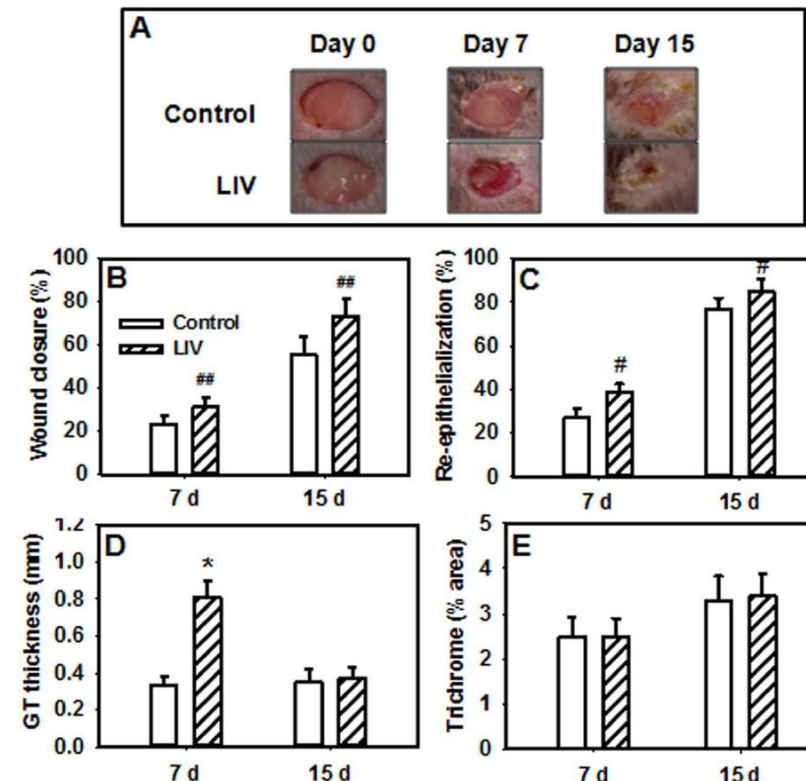 A
Day 0 Day 7 Day 15
Control
LIV
B
Wound closure (%)
100
80
60
40
20
0
Control
LIV
##
##
7 d 15 d
C
Re-epithelialization (%)
100
80
60
40
20
0
#
#
7 d 15 d
D
GT thickness (mm)
1.2
1.0
0.8
0.6
0.4
0.2
0.0
*
7 d 15 d
E
Trichrome (% area)
5
4
3
2
1
0
7 d 15 d